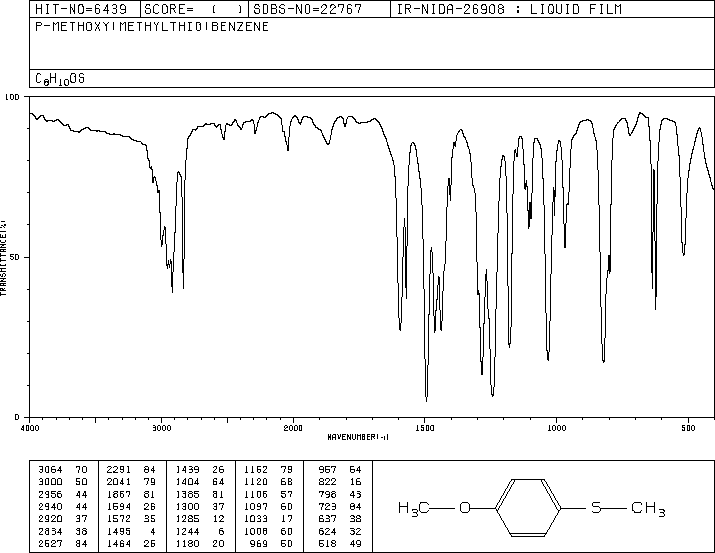 HIT-NO=6439 SCORE= ( ) SDBS-NO=22767 IR-NIDA-26908 : LIQUID FILM
P-METHOXY(METHYLTHIO)BENZENE
C8H10OS
100
50
0
TRANSMITTANCE(%)
4000 3000 2000 1500 1000 500
WAVENUMBER(-1)
3064 70 2291 84 1439 26 1162 79 967 64
3000 50 2041 79 1404 64 1120 68 822 16
2956 44 1867 81 1385 81 1106 57 798 43
2940 44 1594 26 1300 37 1097 60 723 84
2920 37 1572 35 1285 12 1033 17 637 38
2834 38 1495 4 1244 6 1008 60 624 32
2527 84 1464 26 1180 20 969 50 518 49
H3C O S CH3